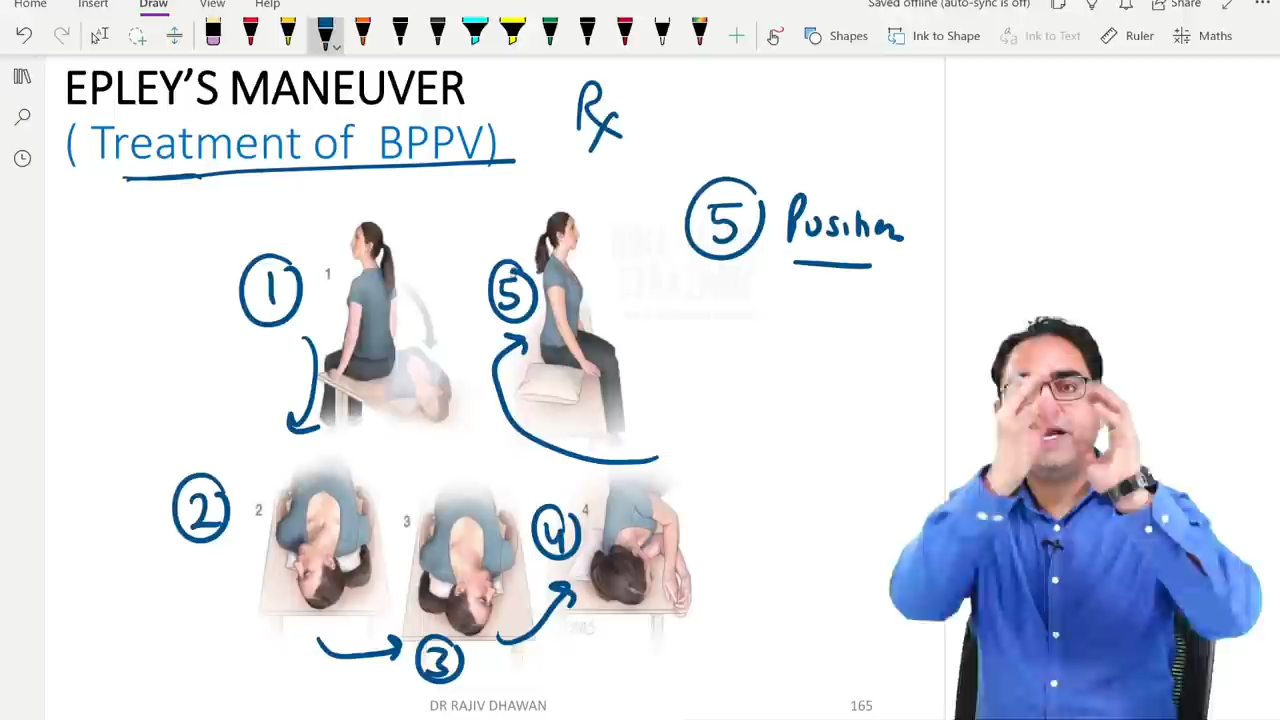 Home Insert Draw View Help Saved offline (auto-sync is off) Share
Shapes Ink to Shape Ink to Text Ruler Maths
EPLEY'S MANEUVER
( Treatment of BPPV)
Rx
5 Position
1 1 5
2 2 3 4 4
3
DR RAJIV DHAWAN 165